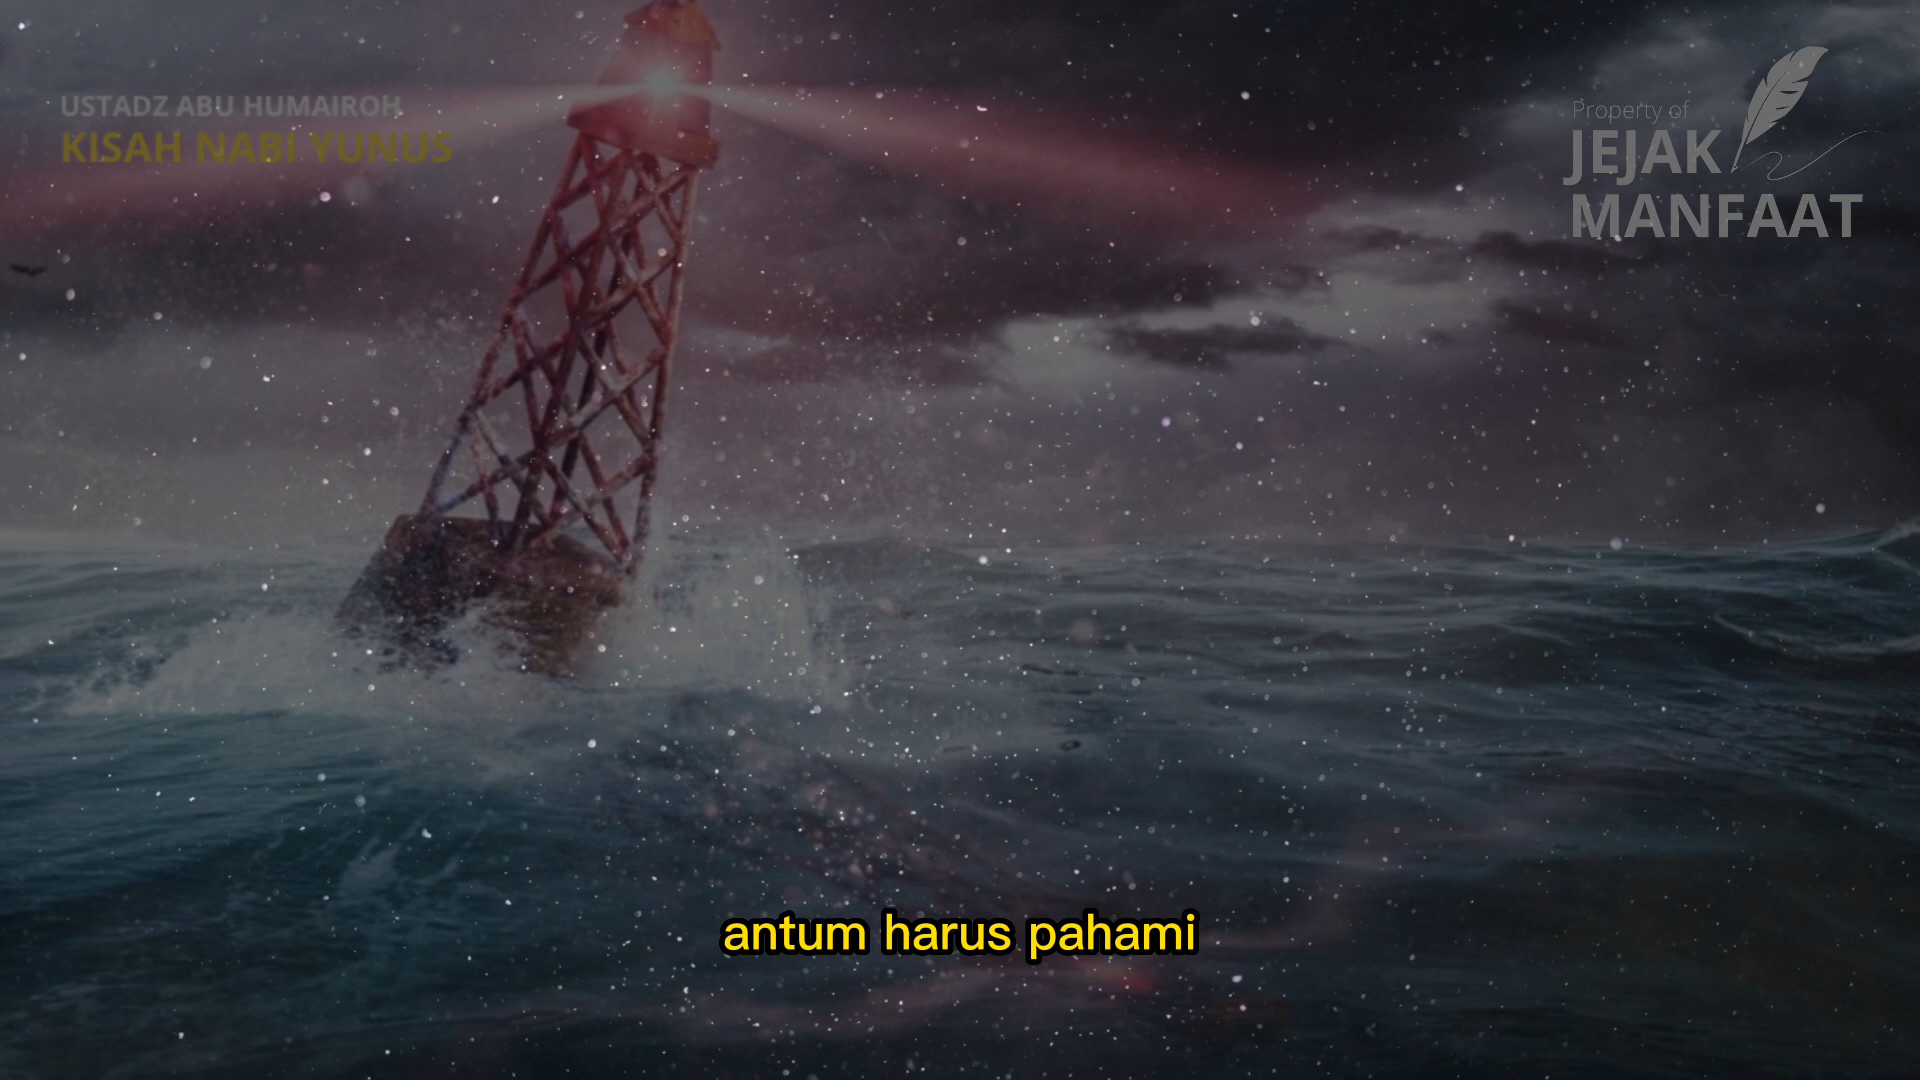 USTADZ ABU HUMAIROH
KISAH NABI YUNUS
Property of
JEJAK
MANFAAT
antum harus pahami